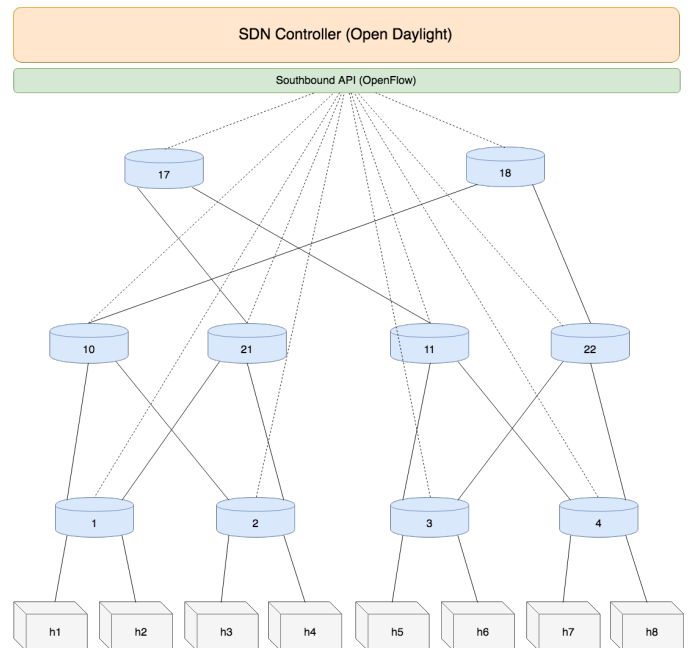 SDN Controller (Open Daylight)
Southbound API (OpenFlow)
17
18
10
21
11
22
1
2
3
4
h1
h2
h3
h4
h5
h6
h7
h8